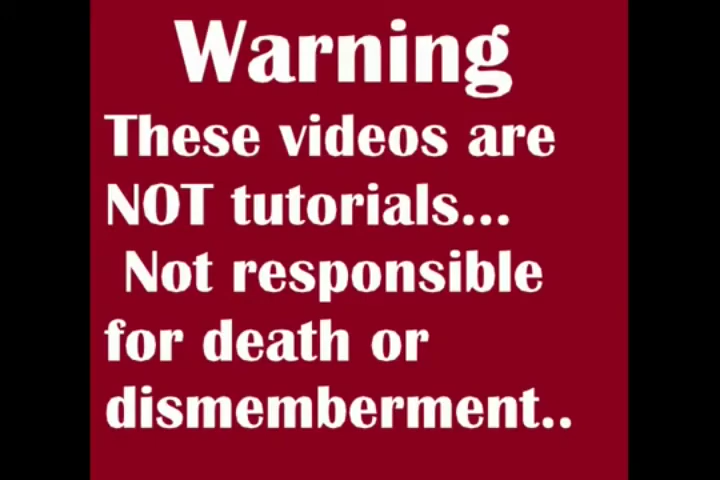 Warning
These videos are
NOT tutorials...
Not responsible
for death or
dismemberment..